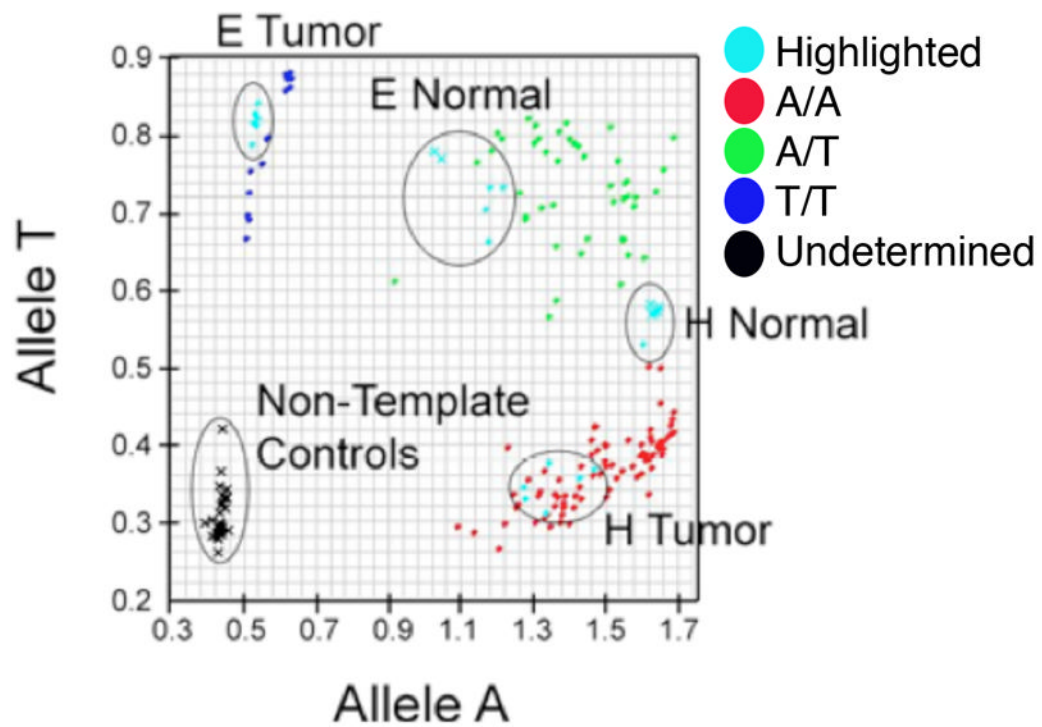 E Tumor
E Normal
H Normal
Non-Template
Controls
H Tumor
0.9
0.8
0.7
0.6
0.5
0.4
0.3
0.2
0.3 0.5 0.7 0.9 1.1 1.3 1.5 1.7
Allele T
Allele A
Highlighted
A/A
A/T
T/T
Undetermined